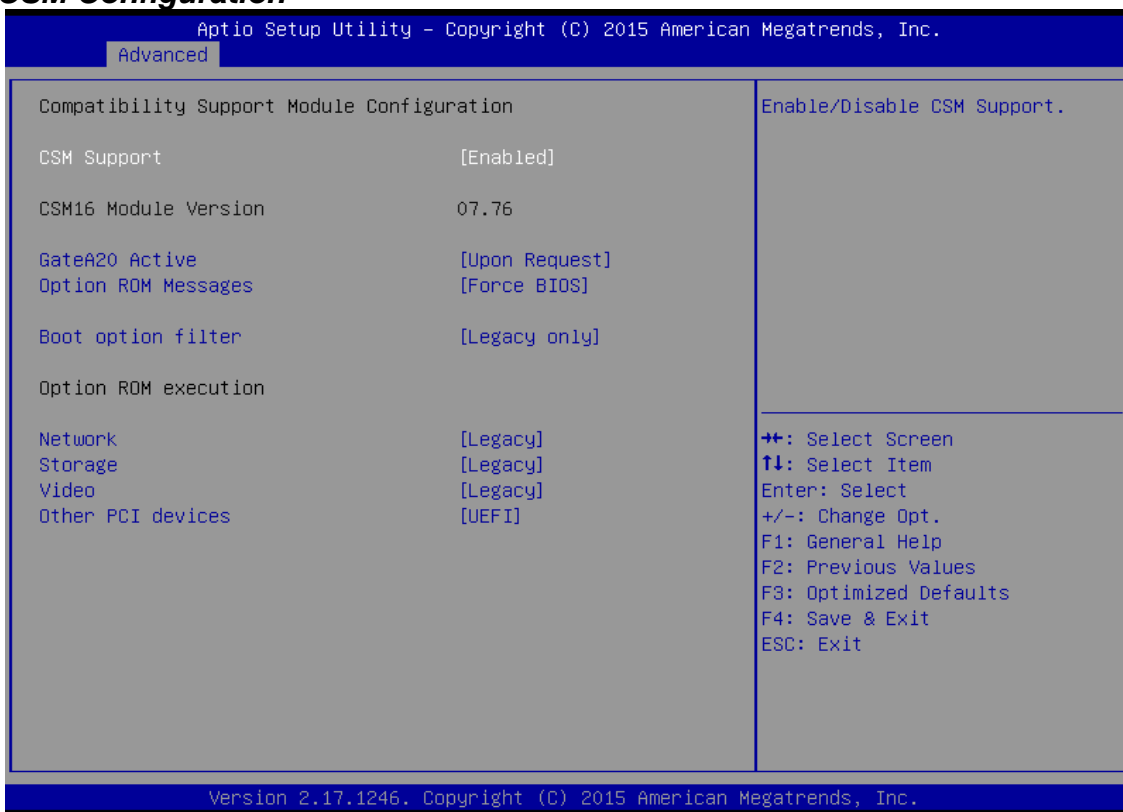 CSM Configuration
Aptio Setup Utility – Copyright (C) 2015 American Megatrends, Inc.
Advanced
Compatibility Support Module Configuration
Enable/Disable CSM Support.
CSM Support [Enabled]
CSM16 Module Version 07.76
GateA20 Active [Upon Request]
Option ROM Messages [Force BIOS]
Boot option filter [Legacy only]
Option ROM execution
Network [Legacy]
Storage [Legacy]
Video [Legacy]
Other PCI devices [UEFI]
→←: Select Screen
↑↓: Select Item
Enter: Select
+/-: Change Opt.
F1: General Help
F2: Previous Values
F3: Optimized Defaults
F4: Save & Exit
ESC: Exit
Version 2.17.1246. Copyright (C) 2015 American Megatrends, Inc.